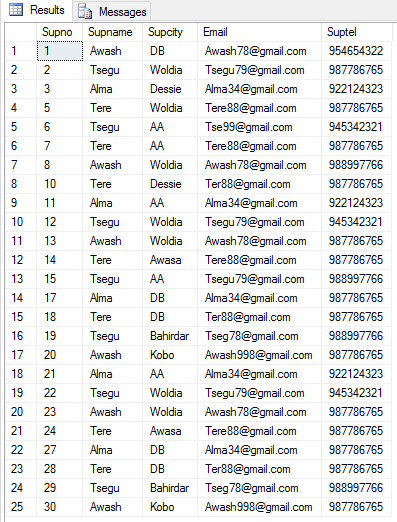 Results Messages
Supno Supname Supcity Email Suptel
1 1 Awash DB Awash78@gmail.com 954654322
2 2 Tsegu Woldia Tsegu79@gmail.com 987786765
3 3 Alma Dessie Alma34@gmail.com 922124323
4 5 Tere Woldia Tere88@gmail.com 987786765
5 6 Tsegu AA Tse99@gmail.com 945342321
6 7 Tere AA Tere88@gmail.com 987786765
7 8 Awash Woldia Awash78@gmail.com 988997766
8 10 Tere Dessie Ter88@gmail.com 987786765
9 11 Alma AA Alma34@gmail.com 922124323
10 12 Tsegu Woldia Tsegu79@gmail.com 945342321
11 13 Awash Woldia Awash78@gmail.com 987786765
12 14 Tere Awasa Tere88@gmail.com 987786765
13 15 Tsegu AA Tsegu79@gmail.com 988997766
14 17 Alma DB Alma34@gmail.com 987786765
15 18 Tere DB Ter88@gmail.com 987786765
16 19 Tsegu Bahirdar Tseg78@gmail.com 988997766
17 20 Awash Kobo Awash998@gmail.com 987786765
18 21 Alma AA Alma34@gmail.com 922124323
19 22 Tsegu Woldia Tsegu79@gmail.com 945342321
20 23 Awash Woldia Awash78@gmail.com 987786765
21 24 Tere Awasa Tere88@gmail.com 987786765
22 27 Alma DB Alma34@gmail.com 987786765
23 28 Tere DB Ter88@gmail.com 987786765
24 29 Tsegu Bahirdar Tseg78@gmail.com 988997766
25 30 Awash Kobo Awash998@gmail.com 987786765